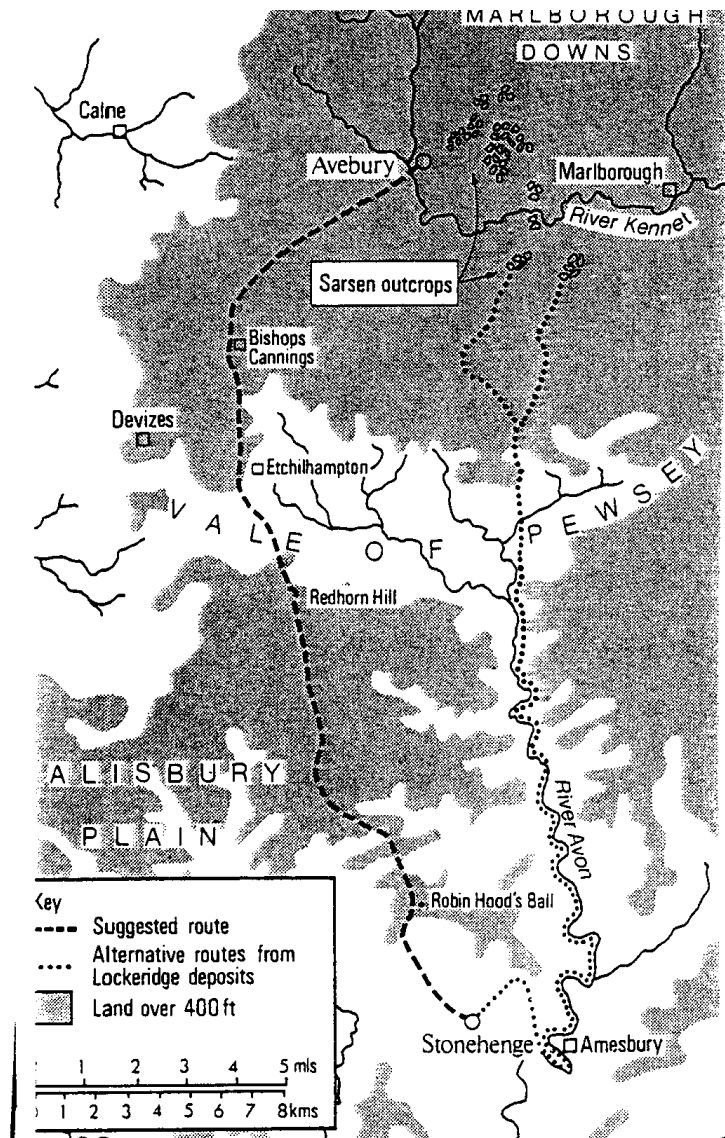 MARLBOROUGH
DOWNS
Calne
Avebury
Marlborough
River Kennet
Sarsen outcrops
Bishops
Cannings
Devizes
Etchilhampton
VALE OF PEWSEY
Redhorn Hill
ALISBURY
PLAIN
River Avon
Robin Hood's Ball
Key
Suggested route
Alternative routes from
Lockeridge deposits
Land over 400 ft
Stonehenge
Amesbury
1 2 3 4 5 mls
0 1 2 3 4 5 6 7 8 kms